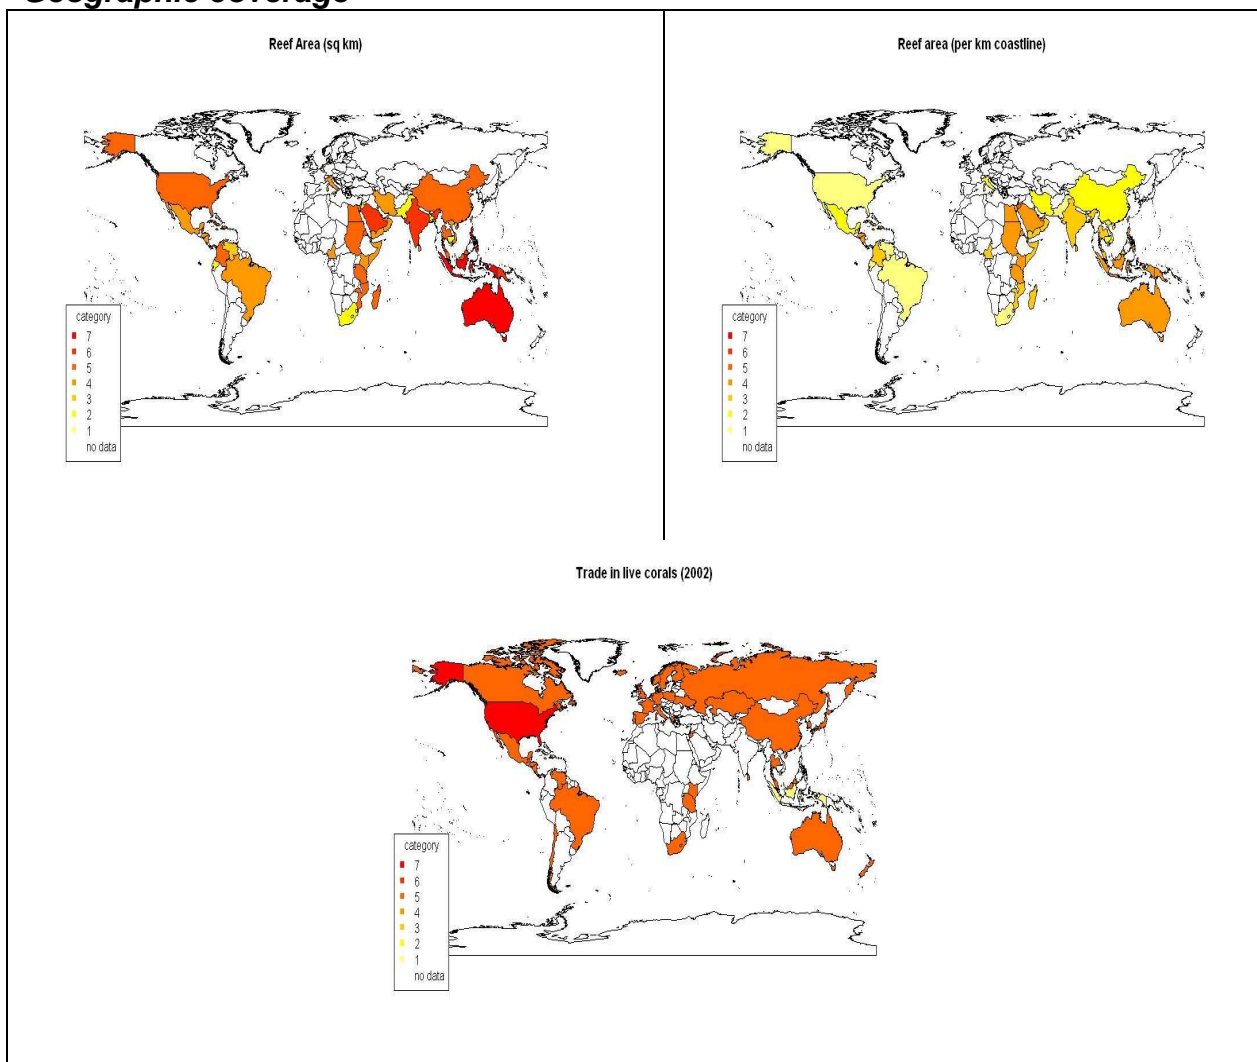 Geographic coverage
Reef Area (sq km)
category
7
6
5
4
3
2
1
no data
Reef area (per km coastline)
category
7
6
5
4
3
2
1
no data
Trade in live corals (2002)
category
7
6
5
4
3
2
1
no data